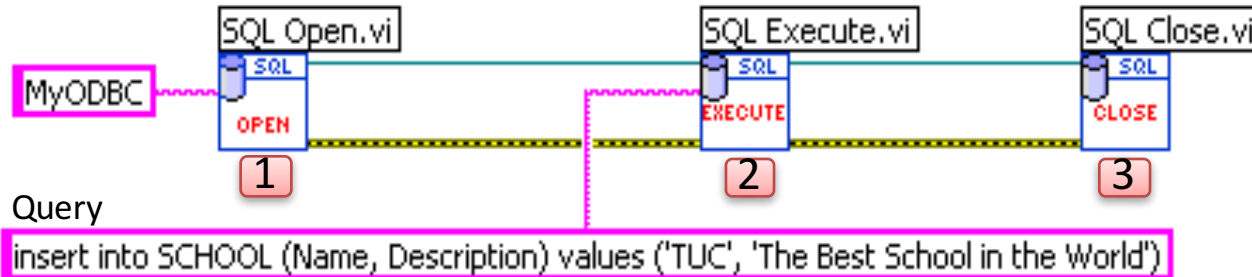 SQL Open.vi
SQL Execute.vi
SQL Close.vi
SQL
SQL
SQL
MyODBC
OPEN
EXECUTE
CLOSE
1
2
3
Query
insert into SCHOOL (Name, Description) values ('TUC', 'The Best School in the World')